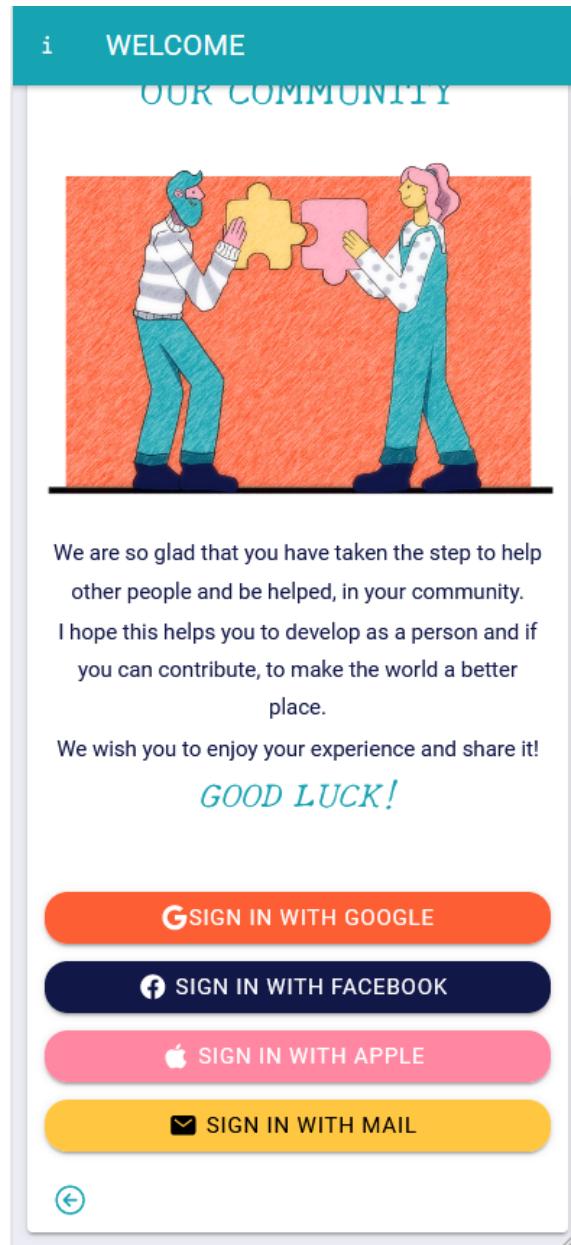 i WELCOME
OUR COMMUNITY
We are so glad that you have taken the step to help
other people and be helped, in your community.
I hope this helps you to develop as a person and if
you can contribute, to make the world a better
place.
We wish you to enjoy your experience and share it!
GOOD LUCK!
SIGN IN WITH GOOGLE
SIGN IN WITH FACEBOOK
SIGN IN WITH APPLE
SIGN IN WITH MAIL